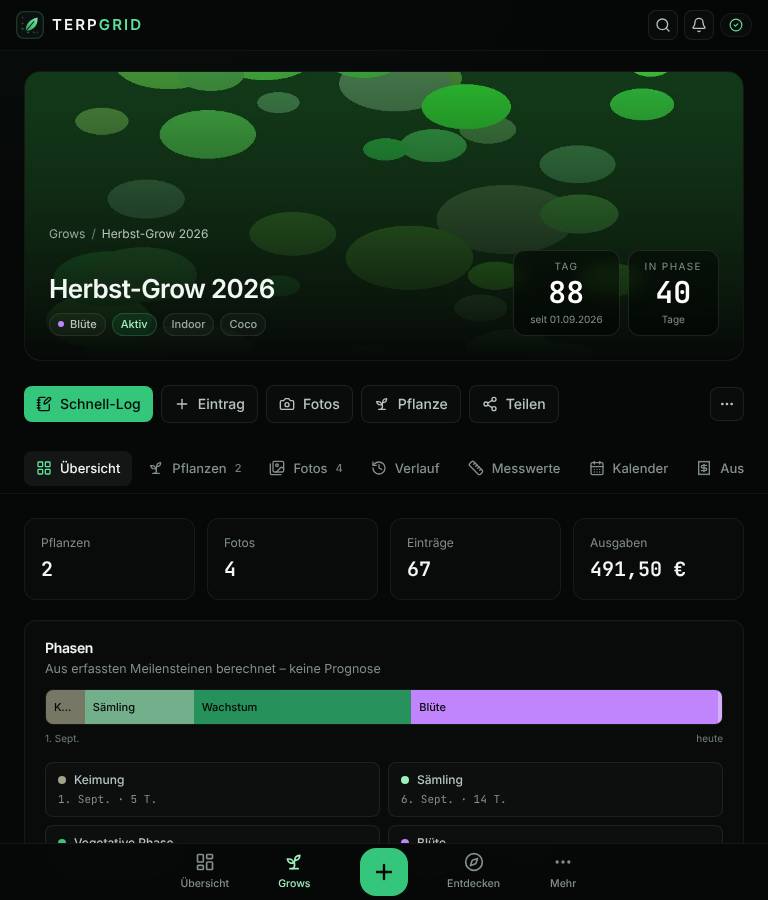 TERPGRID
Grows / Herbst-Grow 2026
Herbst-Grow 2026
Blüte Aktiv Indoor Coco
TAG
88
seit 01.09.2026
IN PHASE
40
Tage
Schnell-Log Eintrag Fotos Pflanze Teilen
Übersicht Pflanzen 2 Fotos 4 Verlauf Messwerte Kalender Aus
Pflanzen
2
Fotos
4
Einträge
67
Ausgaben
491,50 €
Phasen
Aus erfassten Meilensteinen berechnet – keine Prognose
K… Sämling Wachstum Blüte
1. Sept. heute
Keimung
1. Sept. · 5 T.
Sämling
6. Sept. · 14 T.
Vegetative Phase
Blüte
Übersicht Grows Entdecken Mehr